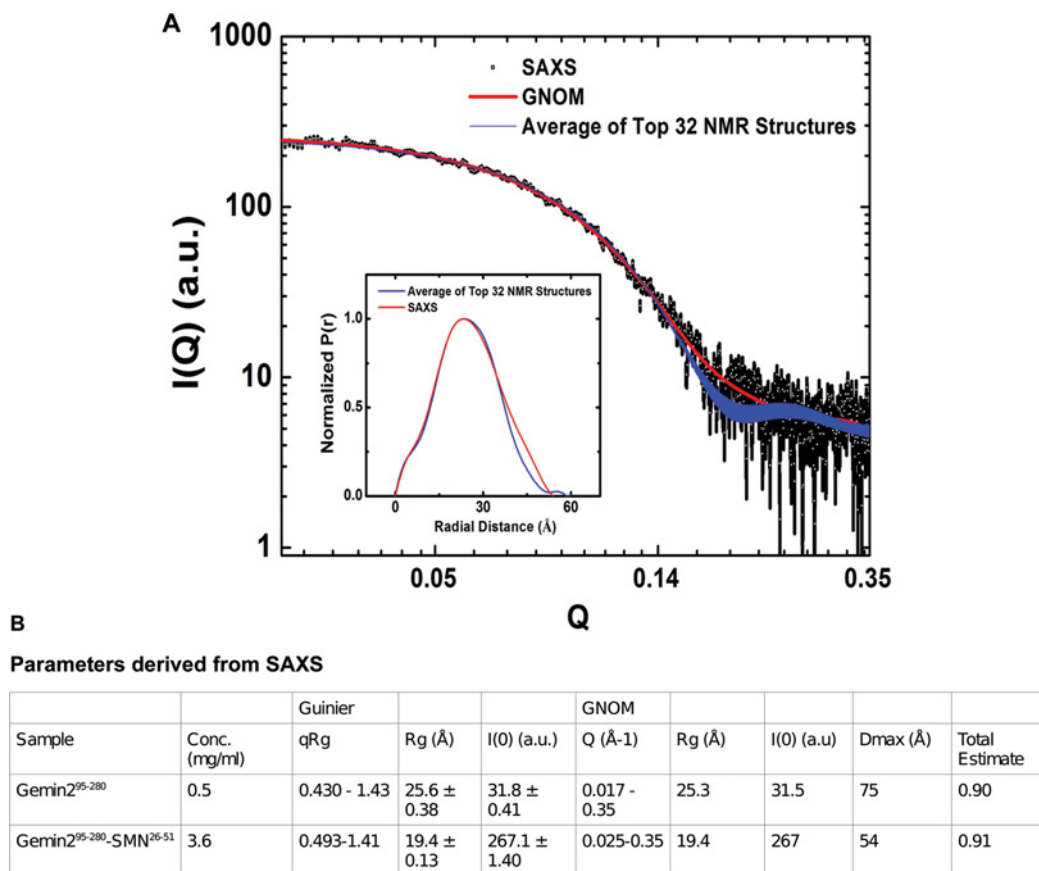 A
1000
100
10
1
I(Q) (a.u.)
SAXS
GNOM
Average of Top 32 NMR Structures
Average of Top 32 NMR Structures
SAXS
Normalized P(r)
1.0
0.5
0.0
0 30 60
Radial Distance (Å)
0.05 0.14 0.35
Q
B
Parameters derived from SAXS
Guinier GNOM
Sample Conc. (mg/ml) qRg Rg (Å) I(0) (a.u.) Q (Å-1) Rg (Å) I(0) (a.u) Dmax (Å) Total Estimate
Gemin2⁹⁵⁻²⁸⁰ 0.5 0.430 - 1.43 25.6 ± 0.38 31.8 ± 0.41 0.017 - 0.35 25.3 31.5 75 0.90
Gemin2⁹⁵⁻²⁸⁰-SMN²⁶⁻⁵¹ 3.6 0.493-1.41 19.4 ± 0.13 267.1 ± 1.40 0.025-0.35 19.4 267 54 0.91